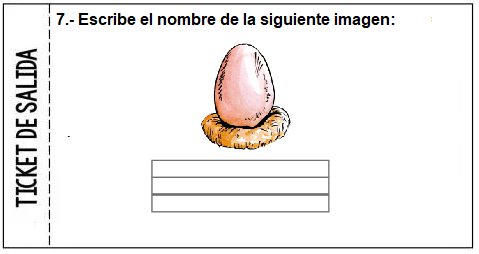 TICKET DE SALIDA
7.- Escribe el nombre de la siguiente imagen: